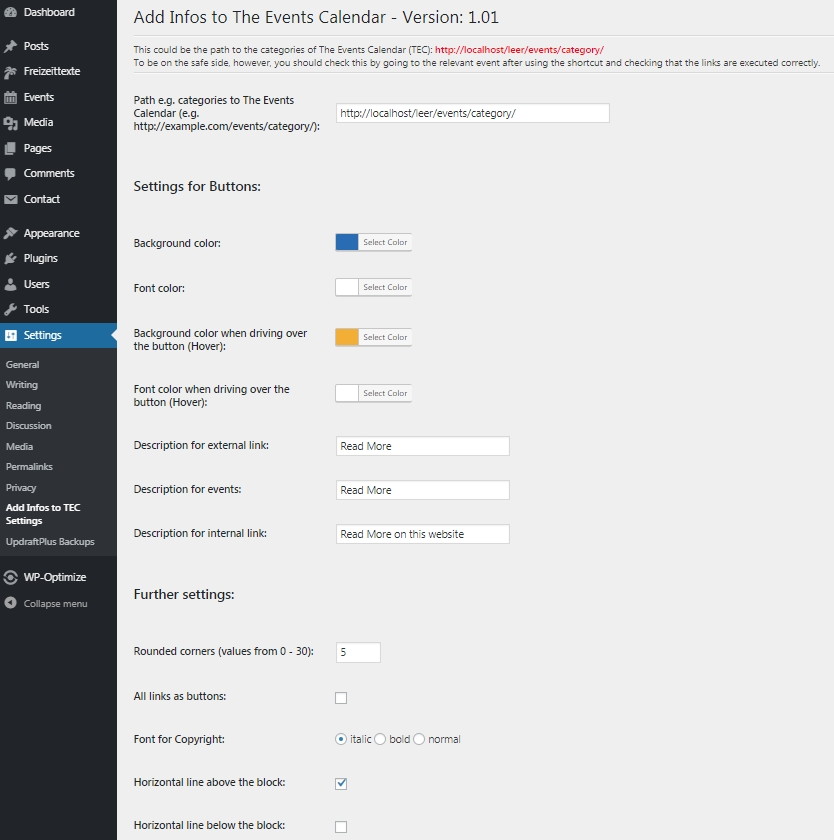 Dashboard
Posts
Freizeittexte
Events
Media
Pages
Comments
Contact
Appearance
Plugins
Users
Tools
Settings
General
Writing
Reading
Discussion
Media
Permalinks
Privacy
Add Infos to TEC
Settings
UpdraftPlus Backups
WP-Optimize
Collapse menu
Add Infos to The Events Calendar - Version: 1.01
This could be the path to the categories of The Events Calendar (TEC): http://localhost/leer/events/category/
To be on the safe side, however, you should check this by going to the relevant event after using the shortcut and checking that the links are executed correctly.
Path e.g. categories to The Events
Calendar (e.g.
http://example.com/events/category/):
http://localhost/leer/events/category/
Settings for Buttons:
Background color:
Select Color
Font color:
Select Color
Background color when driving over
the button (Hover):
Select Color
Font color when driving over the
button (Hover):
Select Color
Description for external link:
Read More
Description for events:
Read More
Description for internal link:
Read More on this website
Further settings:
Rounded corners (values from 0 - 30):
5
All links as buttons:
Font for Copyright:
italic bold normal
Horizontal line above the block:
Horizontal line below the block: